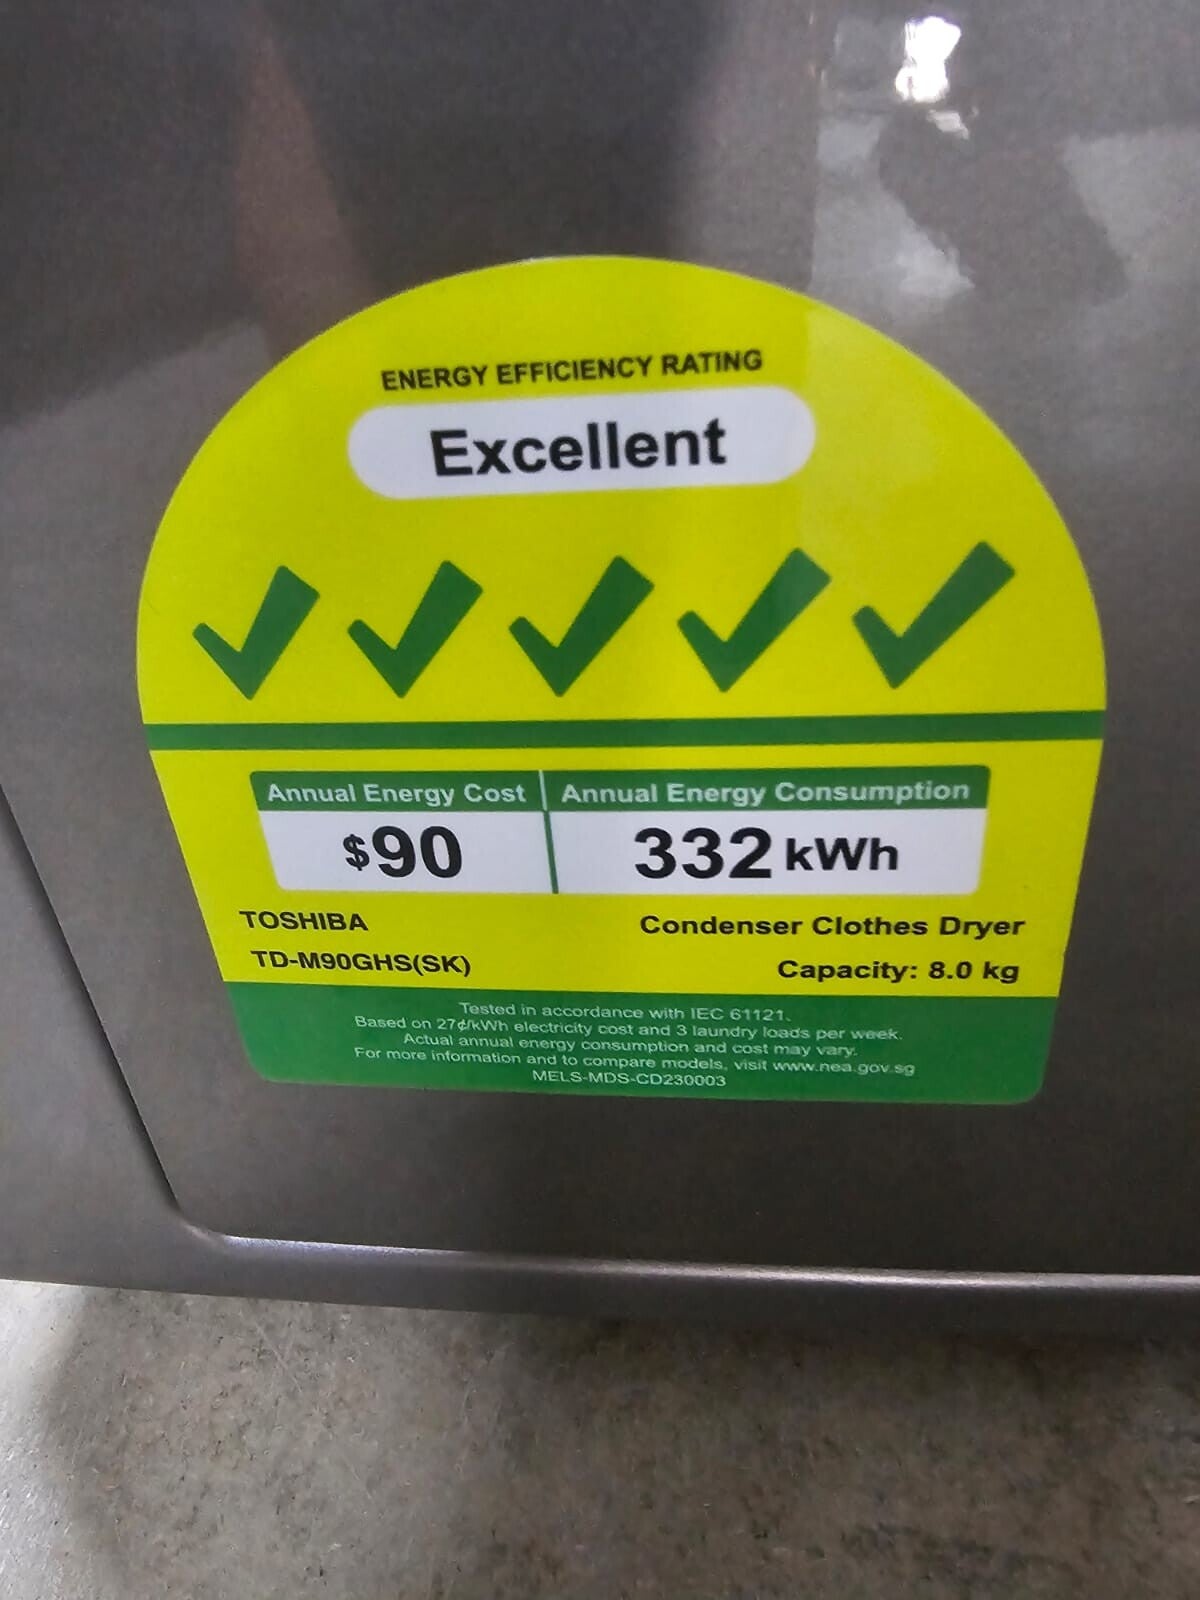 ENERGY EFFICIENCY RATING
Excellent
Annual Energy Cost
Annual Energy Consumption
$90
332 kWh
TOSHIBA
Condenser Clothes Dryer
TD-M90GHS(SK)
Capacity: 8.0 kg
Tested in accordance with IEC 61121.
Based on 27¢/kWh electricity cost and 3 laundry loads per week.
Actual annual energy consumption and cost may vary.
For more information and to compare models, visit www.nea.gov.sg
MELS-MDS-CD230003